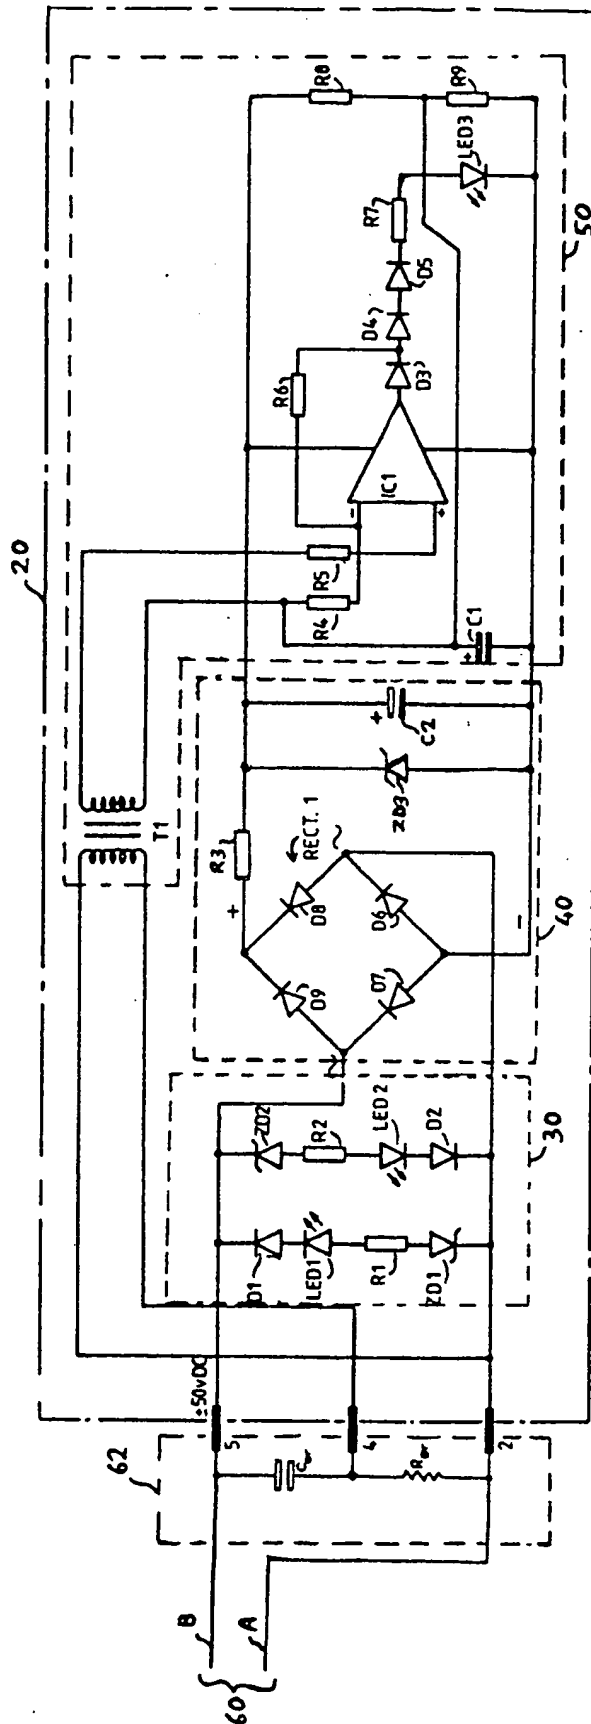 20
T1
R8
R9
R7
LED3
D5
D4
D3
R6
IC1
-
+
R5
R4
+
C1
50
+
C2
ZD3
R3
+
RECT. 1
~
D8
D6
D9
D7
~
-
40
ZD2
R2
LED2
D2
D1
LED1
R1
ZD1
30
±50vDC
5
4
2
62
B
A
60